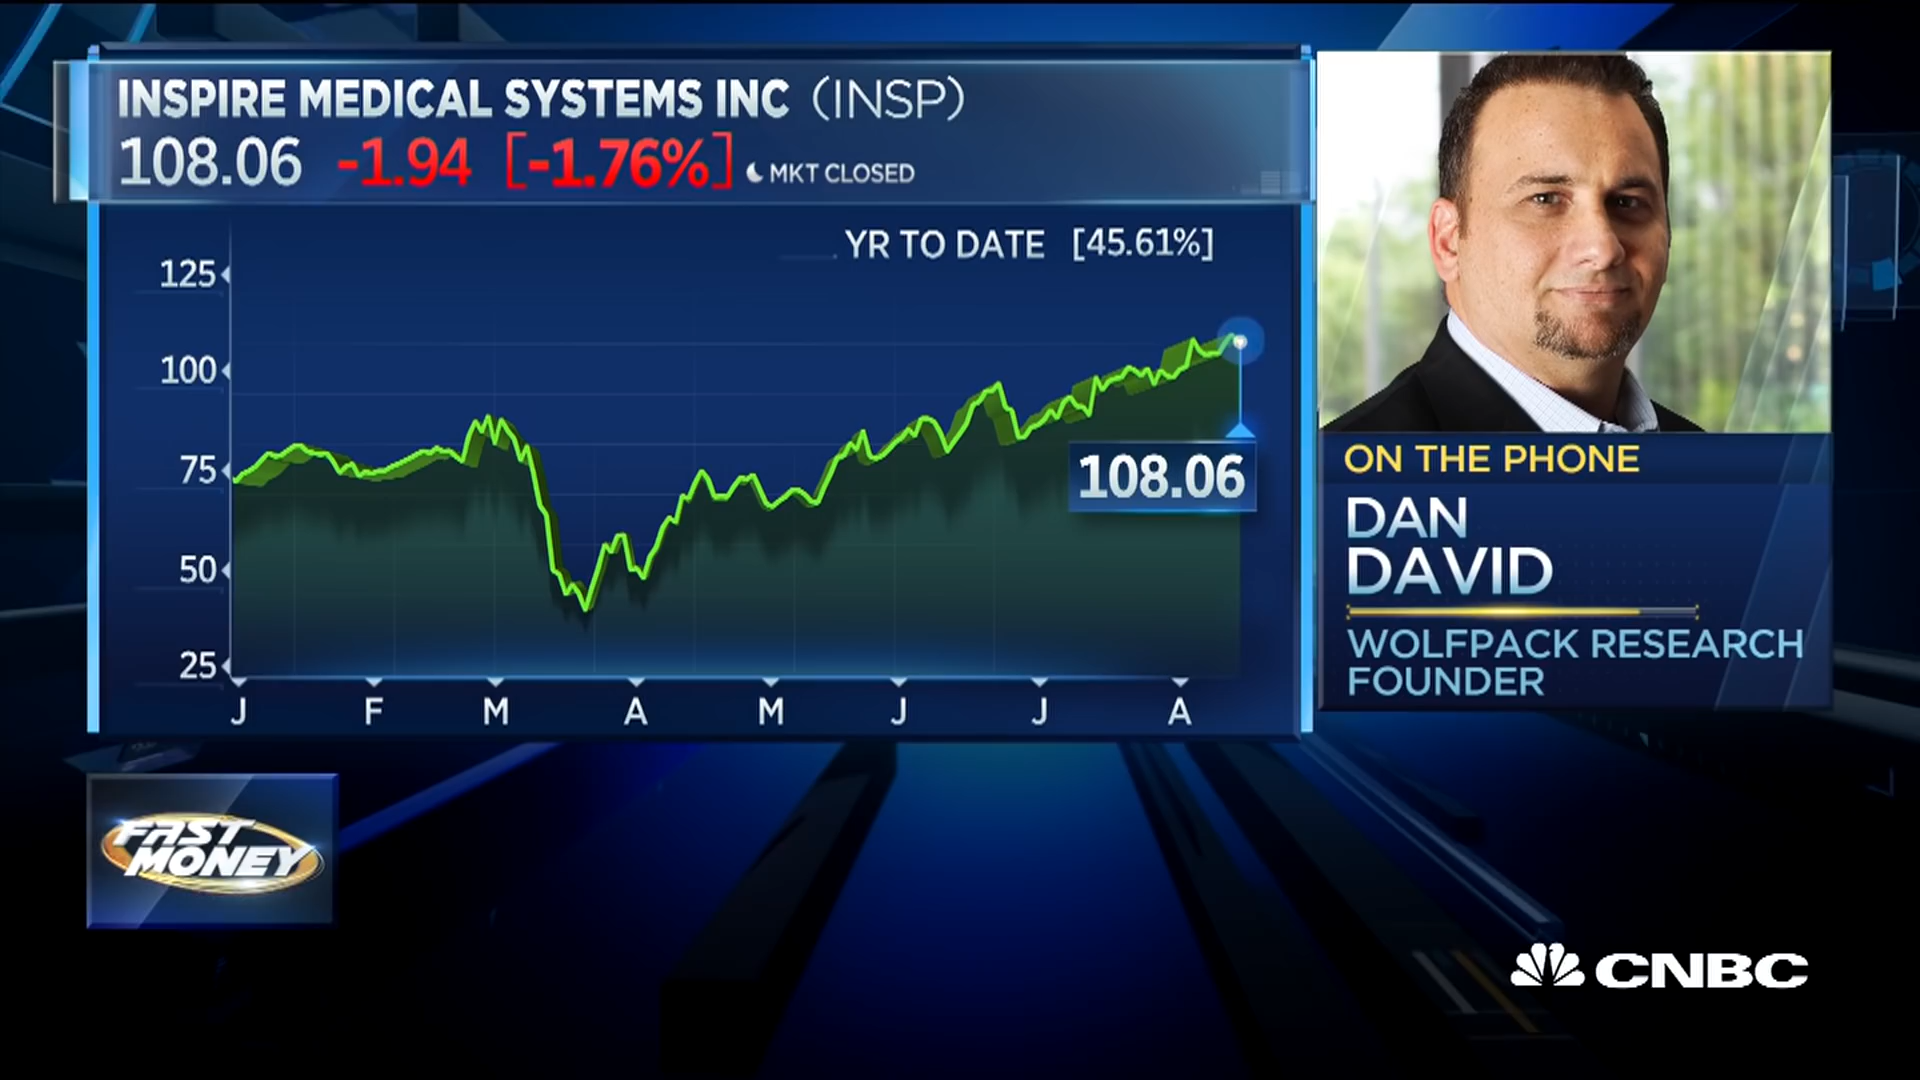 INSPIRE MEDICAL SYSTEMS INC (INSP)
108.06 -1.94 [-1.76%] MKT CLOSED
YR TO DATE [45.61%]
125
100
75
50
25
108.06
J F M A M J J A
ON THE PHONE
DAN
DAVID
WOLFPACK RESEARCH
FOUNDER
FAST
MONEY
CNBC